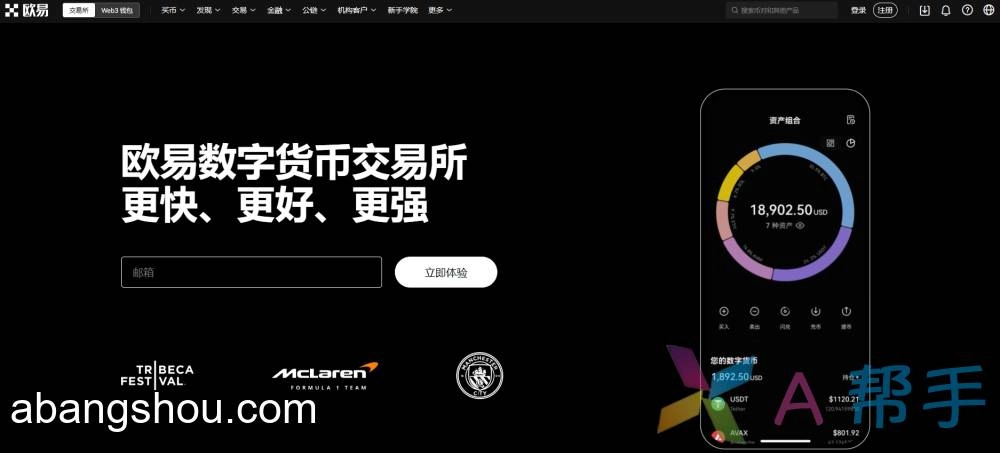 欧易
交易所 Web3 钱包 买币 发现 交易 金融 公链 机构客户 新手学院 更多 搜索币对和其他产品 登录 注册
欧易数字货币交易所
更快、更好、更强
邮箱 立即体验
TRIBECA
FESTIVAL
McLaren
FORMULA 1 TEAM
MANCHESTER
CITY
abangshou.com
资产组合
18,902.50 USD
7 种资产
买入 卖出 闪兑 充币 提币
您的数字货币
1,892.50 USD
USDT $1120.21
Tether
AVAX $801.92
A帮手